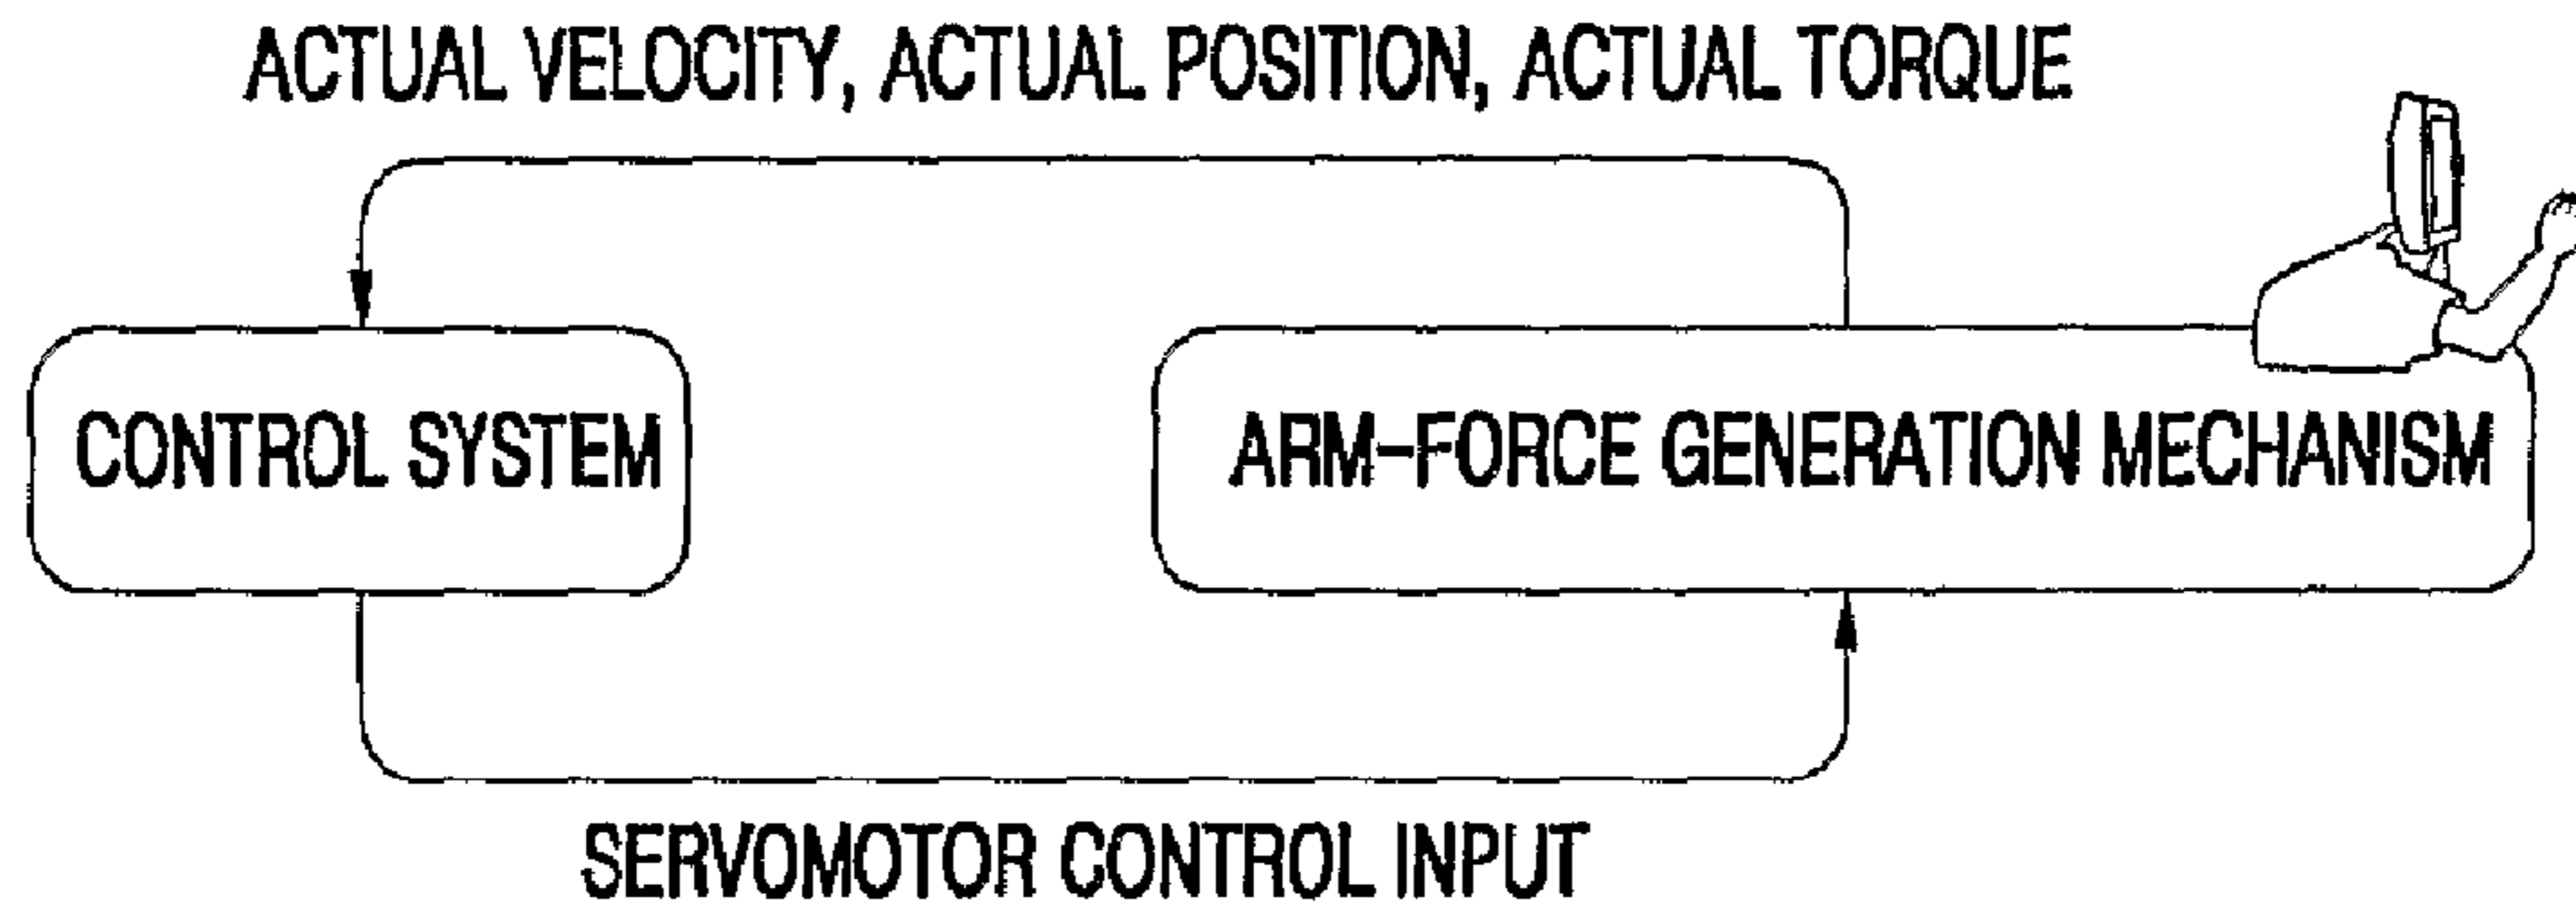 ACTUAL VELOCITY, ACTUAL POSITION, ACTUAL TORQUE
CONTROL SYSTEM
ARM-FORCE GENERATION MECHANISM
SERVOMOTOR CONTROL INPUT